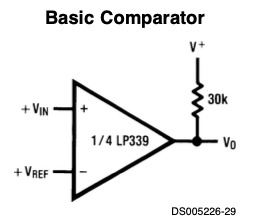 Basic Comparator
V+
30k
+ VIN
+
1/4 LP339
VO
+ VREF
−
DS005226-29